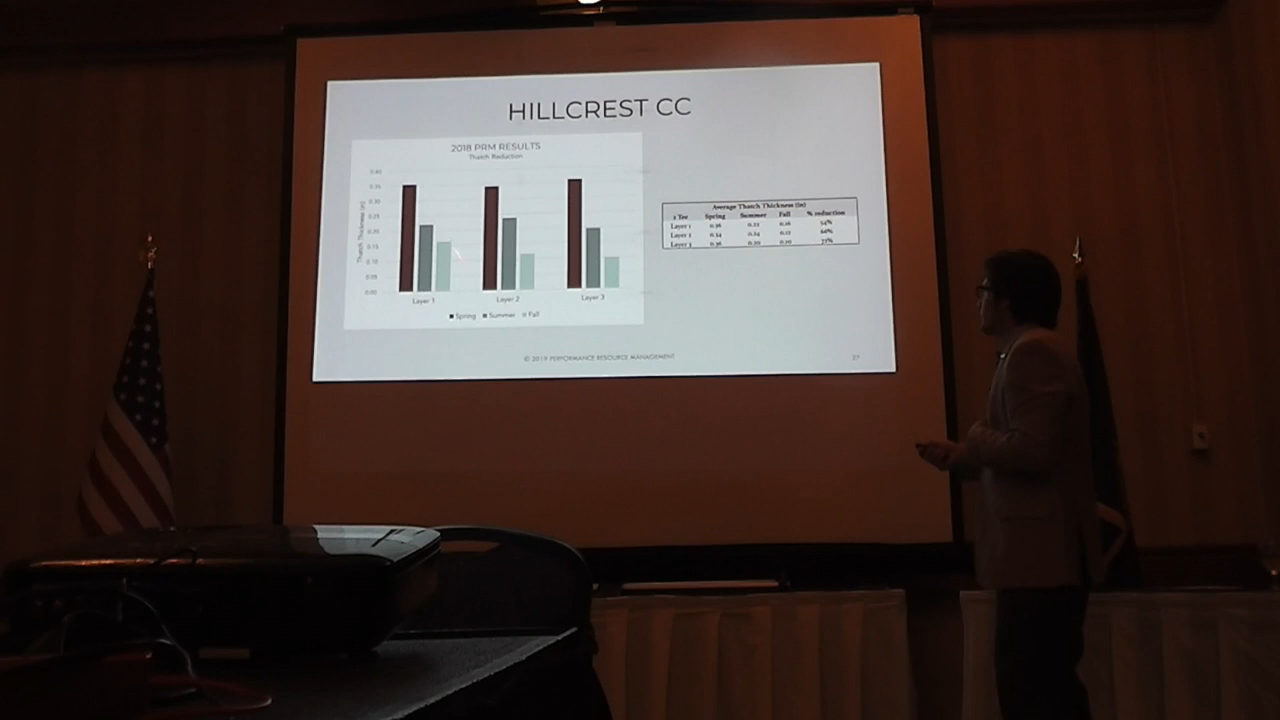 HILLCREST CC
2018 PRM RESULTS
Thatch Reduction
Thatch Thickness (in)
0.40
0.35
0.30
0.25
0.20
0.15
0.10
0.05
0.00
Layer 1 Layer 2 Layer 3
Spring Summer Fall
Average Thatch Thickness (in)
1 Tee Spring Summer Fall % reduction
Layer 1 0.36 0.22 0.16 54%
Layer 2 0.34 0.24 0.12
Layer 3 0.36 0.20 0.10
© 2019 PERFORMANCE RESOURCE MANAGEMENT
27